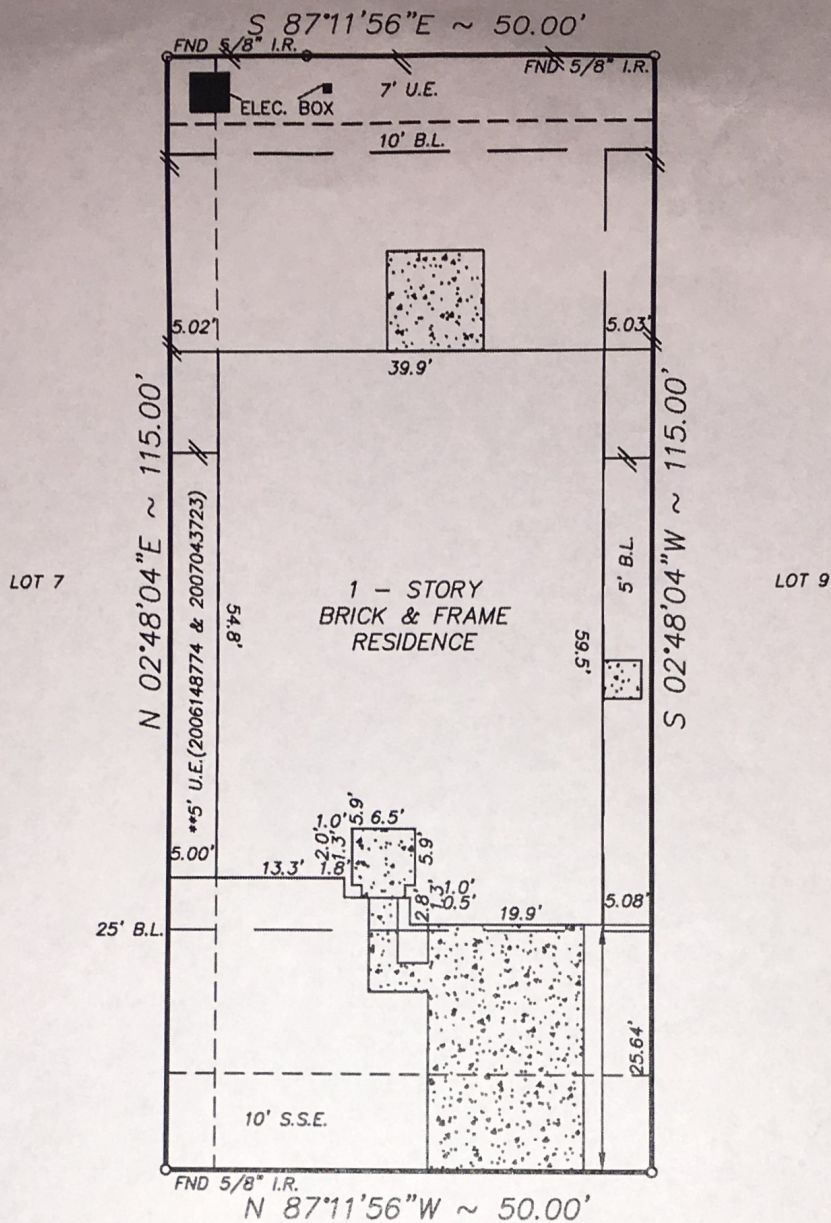 S 87°11'56"E ~ 50.00'
FND 5/8" I.R.
FND 5/8" I.R.
7' U.E.
ELEC. BOX
10' B.L.
5.02'
5.03'
39.9'
N 02°48'04"E ~ 115.00'
S 02°48'04"W ~ 115.00'
**5' U.E.(2006148774 & 2007043723)
5' B.L.
LOT 7
LOT 9
1 - STORY
BRICK & FRAME
RESIDENCE
54.8'
59.5'
1.0'
5.9'
6.5'
2.0'
1.3'
5.9'
5.00'
13.3'
1.8'
2.8'
1.3'
1.0'
0.5'
19.9'
5.08'
25' B.L.
25.64'
10' S.S.E.
FND 5/8" I.R.
N 87°11'56"W ~ 50.00'